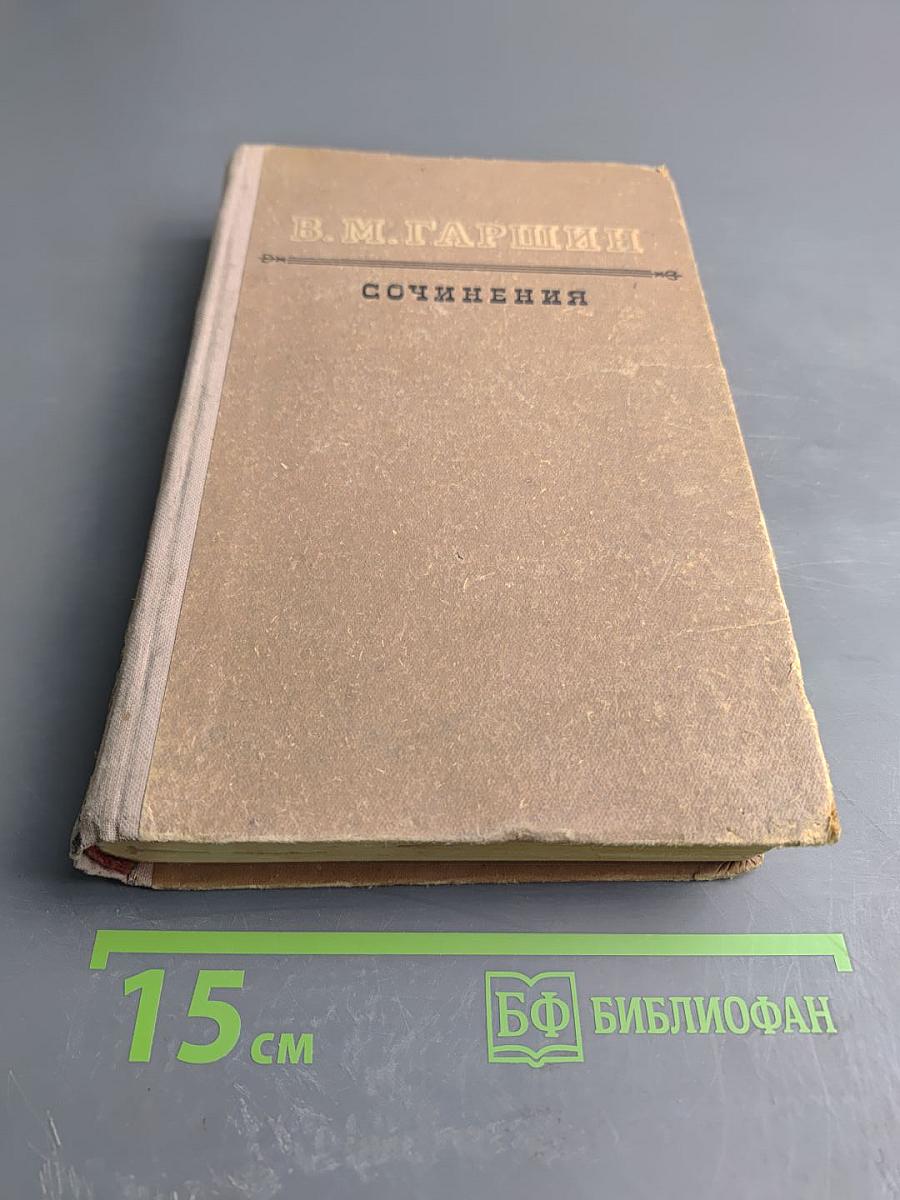 В. М. ГАРШИН
СОЧИНЕНИЯ
15 см
БФ БИБЛИОФАН